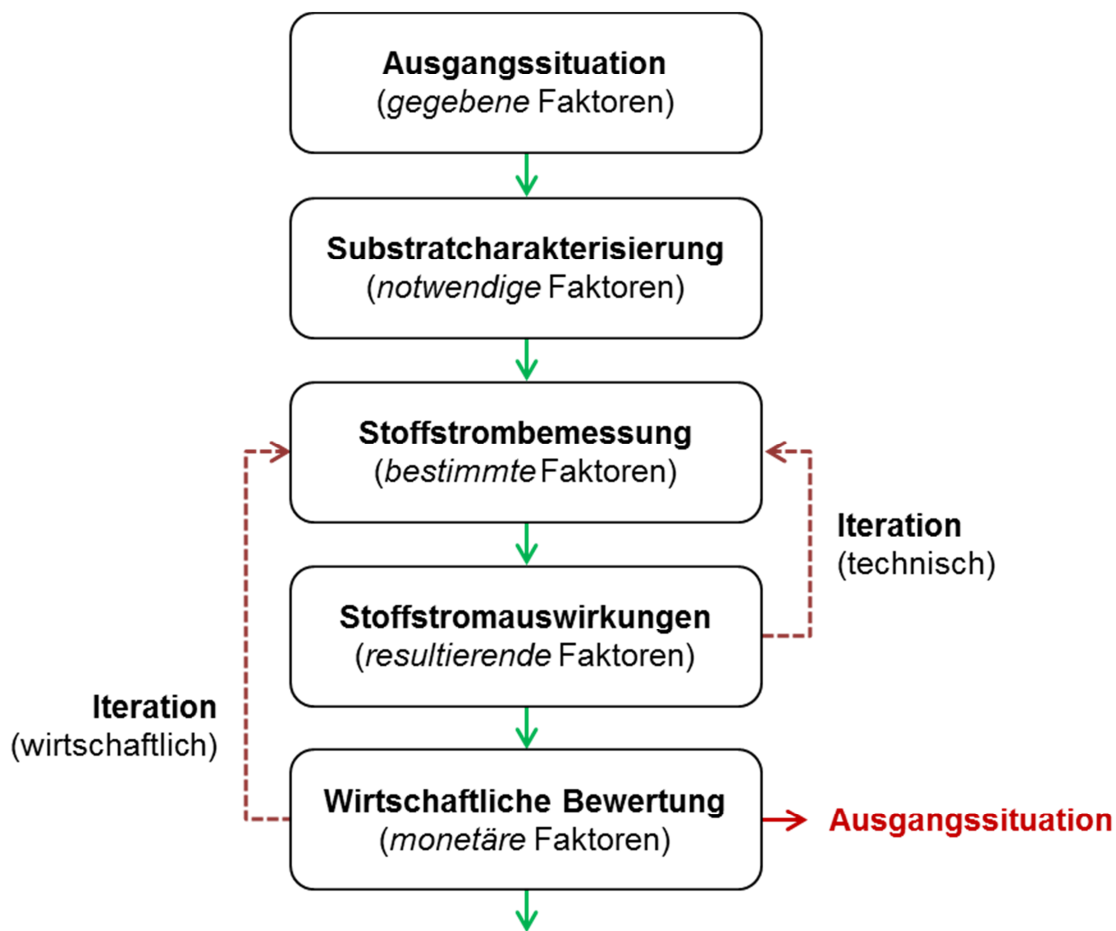 Ausgangssituation
(gegebene Faktoren)
Substratcharakterisierung
(notwendige Faktoren)
Stoffstrombemessung
(bestimmte Faktoren)
Iteration
(technisch)
Stoffstromauswirkungen
(resultierende Faktoren)
Iteration
(wirtschaftlich)
Wirtschaftliche Bewertung
(monetäre Faktoren)
Ausgangssituation